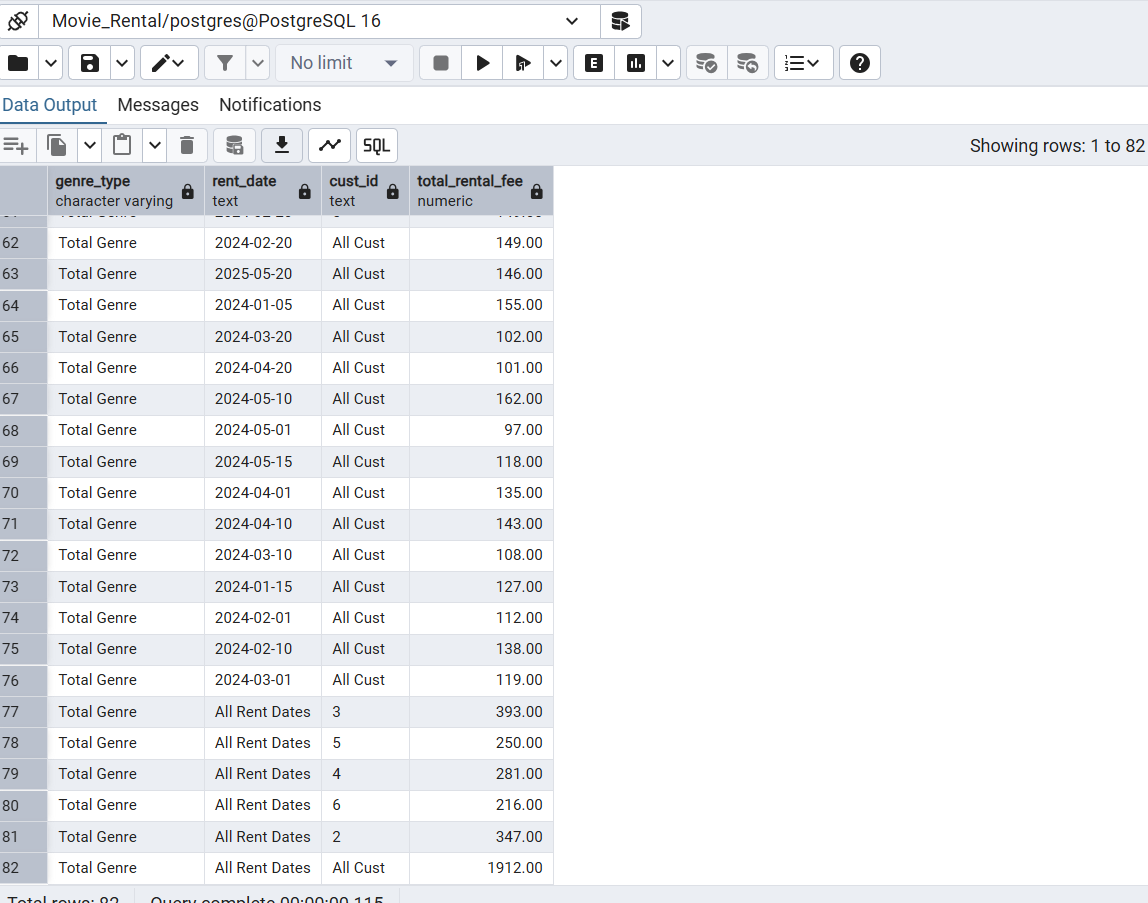 Movie_Rental/postgres@PostgreSQL 16
No limit
E
Data Output Messages Notifications
SQL
Showing rows: 1 to 82
genre_type rent_date cust_id total_rental_fee
character varying text text numeric
62 Total Genre 2024-02-20 All Cust 149.00
63 Total Genre 2025-05-20 All Cust 146.00
64 Total Genre 2024-01-05 All Cust 155.00
65 Total Genre 2024-03-20 All Cust 102.00
66 Total Genre 2024-04-20 All Cust 101.00
67 Total Genre 2024-05-10 All Cust 162.00
68 Total Genre 2024-05-01 All Cust 97.00
69 Total Genre 2024-05-15 All Cust 118.00
70 Total Genre 2024-04-01 All Cust 135.00
71 Total Genre 2024-04-10 All Cust 143.00
72 Total Genre 2024-03-10 All Cust 108.00
73 Total Genre 2024-01-15 All Cust 127.00
74 Total Genre 2024-02-01 All Cust 112.00
75 Total Genre 2024-02-10 All Cust 138.00
76 Total Genre 2024-03-01 All Cust 119.00
77 Total Genre All Rent Dates 3 393.00
78 Total Genre All Rent Dates 5 250.00
79 Total Genre All Rent Dates 4 281.00
80 Total Genre All Rent Dates 6 216.00
81 Total Genre All Rent Dates 2 347.00
82 Total Genre All Rent Dates All Cust 1912.00
Total rows: 82 Query complete 00:00:00.115